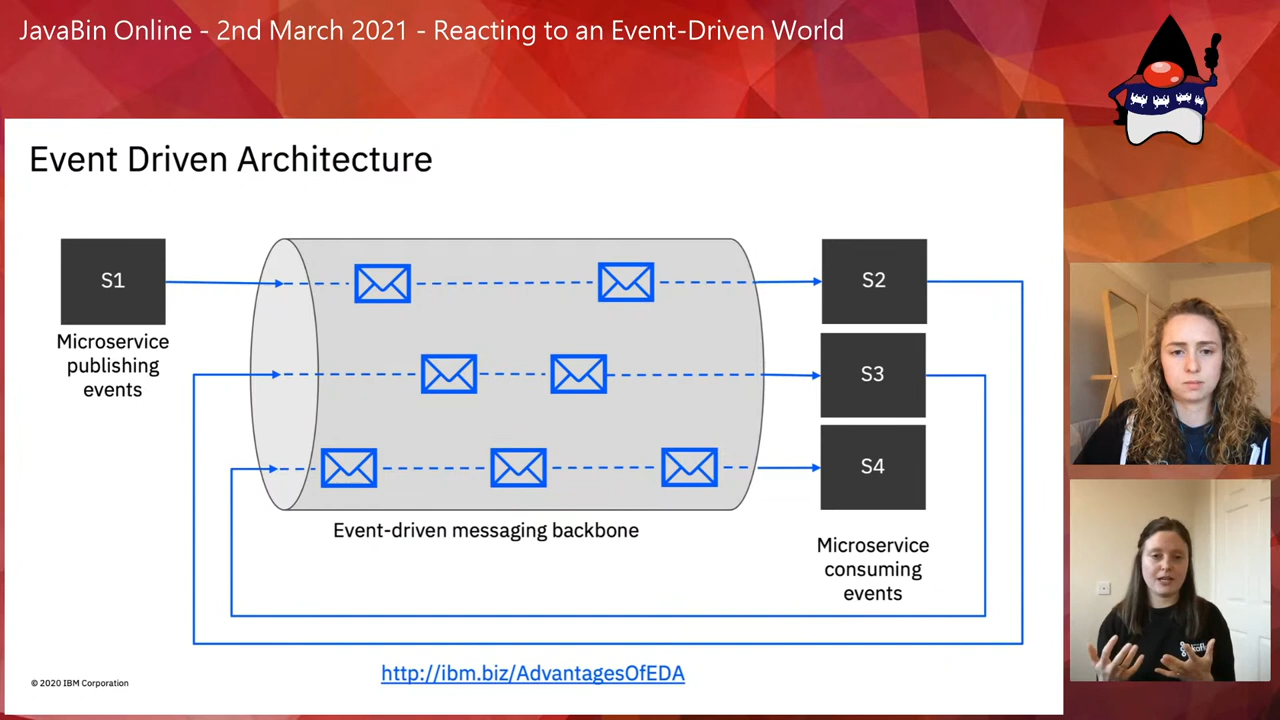 JavaBin Online - 2nd March 2021 - Reacting to an Event-Driven World
Event Driven Architecture
S1
Microservice
publishing
events
S2
S3
S4
Event-driven messaging backbone
Microservice
consuming
events
http://ibm.biz/AdvantagesOfEDA
© 2020 IBM Corporation
kafka